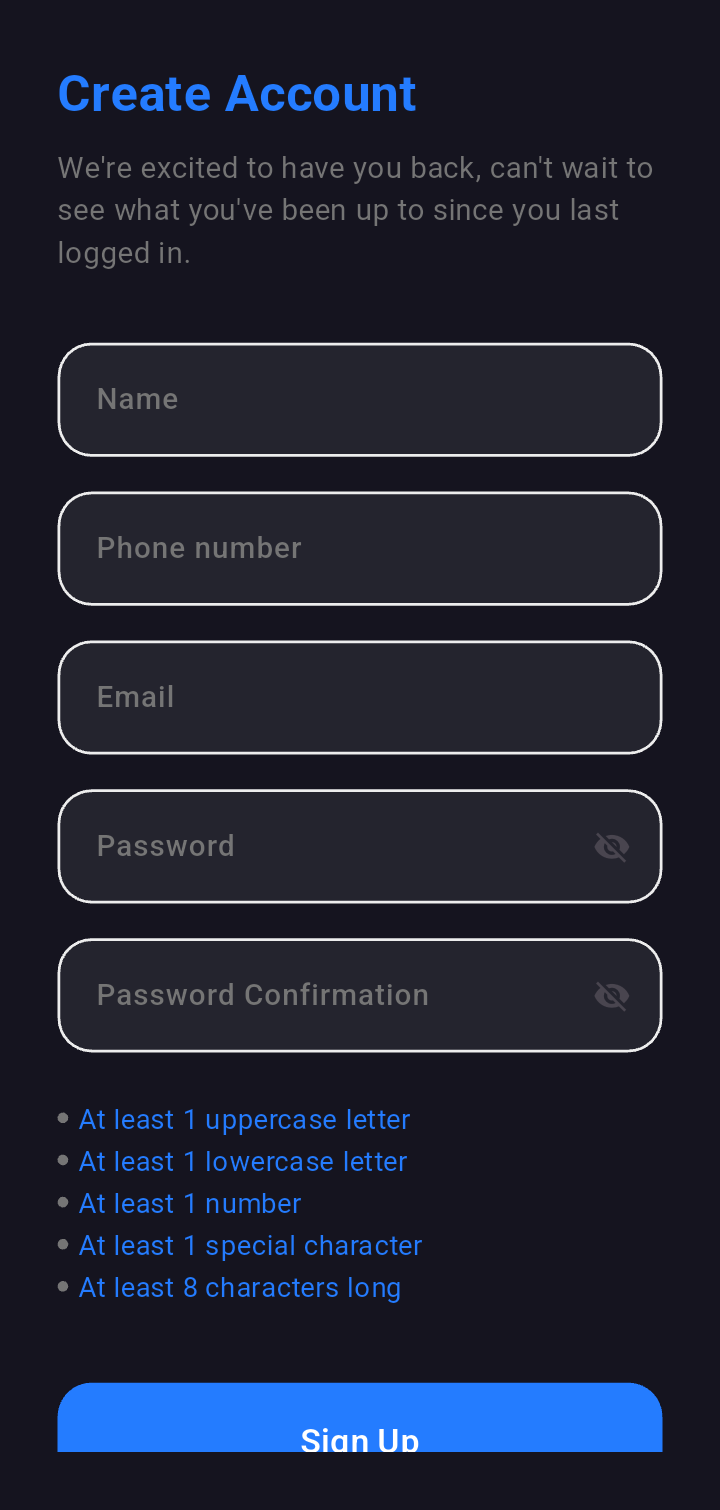 Create Account
We're excited to have you back, can't wait to
see what you've been up to since you last
logged in.
Name
Phone number
Email
Password
Password Confirmation
At least 1 uppercase letter
At least 1 lowercase letter
At least 1 number
At least 1 special character
At least 8 characters long
Sign Up